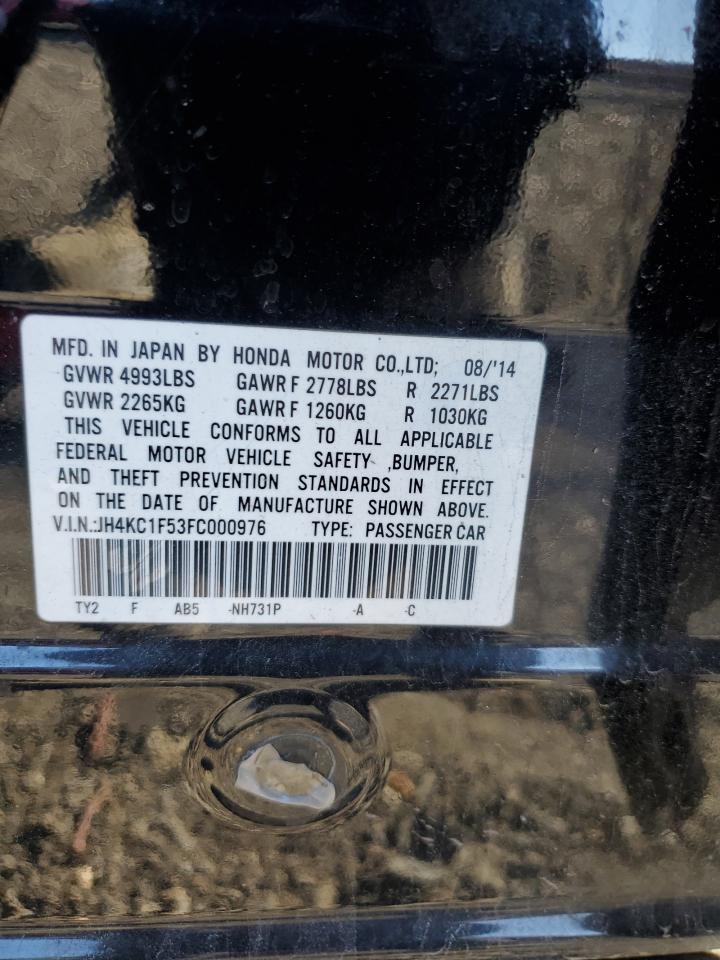 MFD. IN JAPAN BY HONDA MOTOR CO.,LTD; 08/'14
GVWR 4993LBS GAWR F 2778LBS R 2271LBS
GVWR 2265KG GAWR F 1260KG R 1030KG
THIS VEHICLE CONFORMS TO ALL APPLICABLE
FEDERAL MOTOR VEHICLE SAFETY ,BUMPER,
AND THEFT PREVENTION STANDARDS IN EFFECT
ON THE DATE OF MANUFACTURE SHOWN ABOVE.
V.I.N.:JH4KC1F53FC000976 TYPE: PASSENGER CAR
TY2 F AB5 -NH731P -A -C